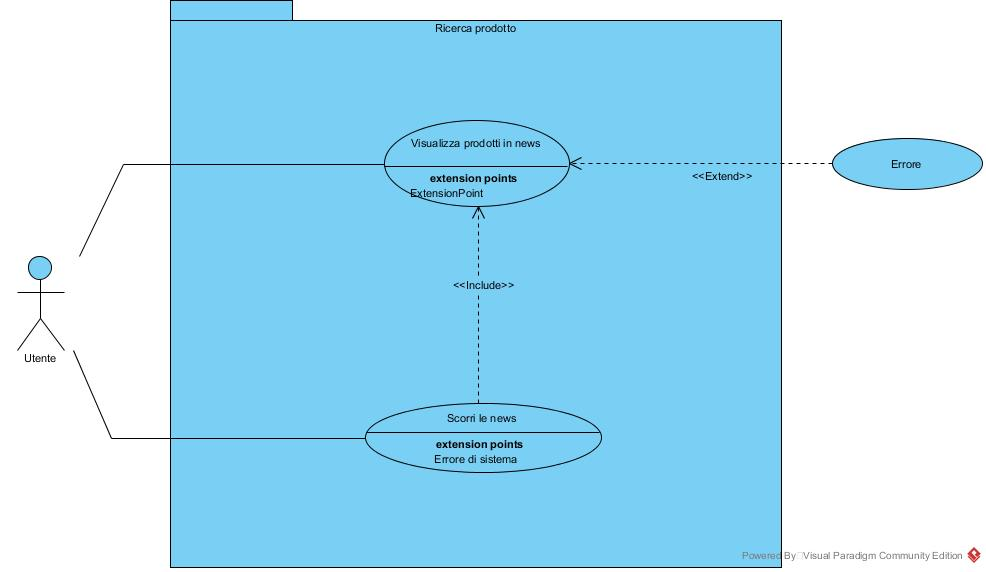 Ricerca prodotto
Visualizza prodotti in news
extension points
ExtensionPoint
<<Extend>>
Errore
<<Include>>
Utente
Scorri le news
extension points
Errore di sistema
Powered By Visual Paradigm Community Edition